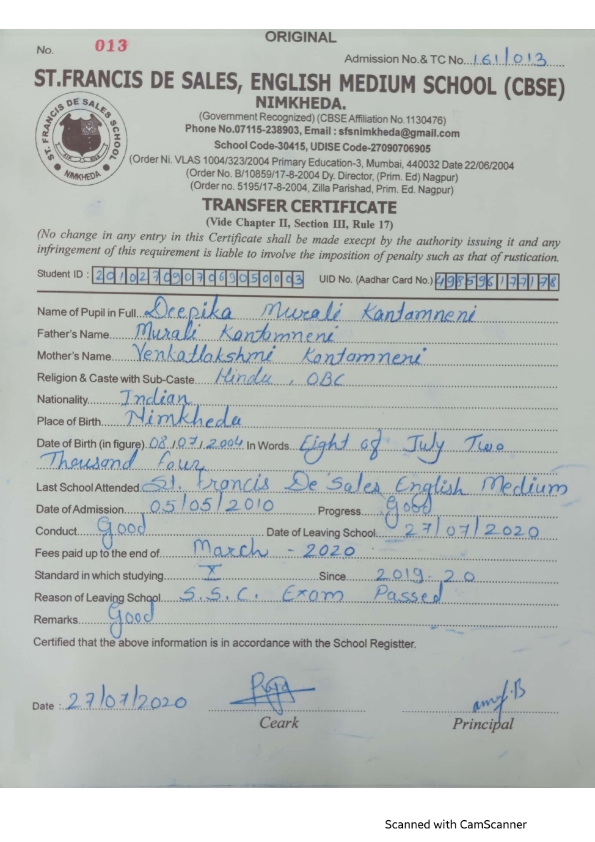 ORIGINAL
No. 013
Admission No.& TC No. 161/013
ST.FRANCIS DE SALES, ENGLISH MEDIUM SCHOOL (CBSE)
NIMKHEDA.
ST. FRANCIS DE SALES SCHOOL
NIMKHEDA
(Government Recognized) (CBSE Affiliation No.1130476)
Phone No.07115-238903, Email : sfsnimkheda@gmail.com
School Code-30415, UDISE Code-27090706905
(Order Ni. VLAS 1004/323/2004 Primary Education-3, Mumbai, 440032 Date 22/06/2004
(Order No. B/10859/17-8-2004 Dy. Director, (Prim. Ed) Nagpur)
(Order no. 5195/17-8-2004, Zilla Parishad, Prim. Ed. Nagpur)
TRANSFER CERTIFICATE
(Vide Chapter II, Section III, Rule 17)
(No change in any entry in this Certificate shall be made execpt by the authority issuing it and any
infringement of this requirement is liable to involve the imposition of penalty such as that of rustication.
Student ID : 2010270907069050003 UID No. (Aadhar Card No.) 498596177178
Name of Pupil in Full Deepika Murali Kantamneni
Father's Name Murali Kantamneni
Mother's Name Venkatlakshmi Kantamneni
Religion & Caste with Sub-Caste Hindu, OBC
Nationality Indian
Place of Birth Nimkheda
Date of Birth (in figure) 08/07/2004 In Words Eight of July Two
Thousand Four
Last School Attended St. Francis De Sales English Medium
Date of Admission 05/05/2010 Progress Good
Conduct Good Date of Leaving School 27/07/2020
Fees paid up to the end of March - 2020
Standard in which studying X Since 2019-20
Reason of Leaving School S.S.C. Exam Passed
Remarks Good
Certified that the above information is in accordance with the School Registter.
Date : 27/07/2020
Ceark Principal
Scanned with CamScanner